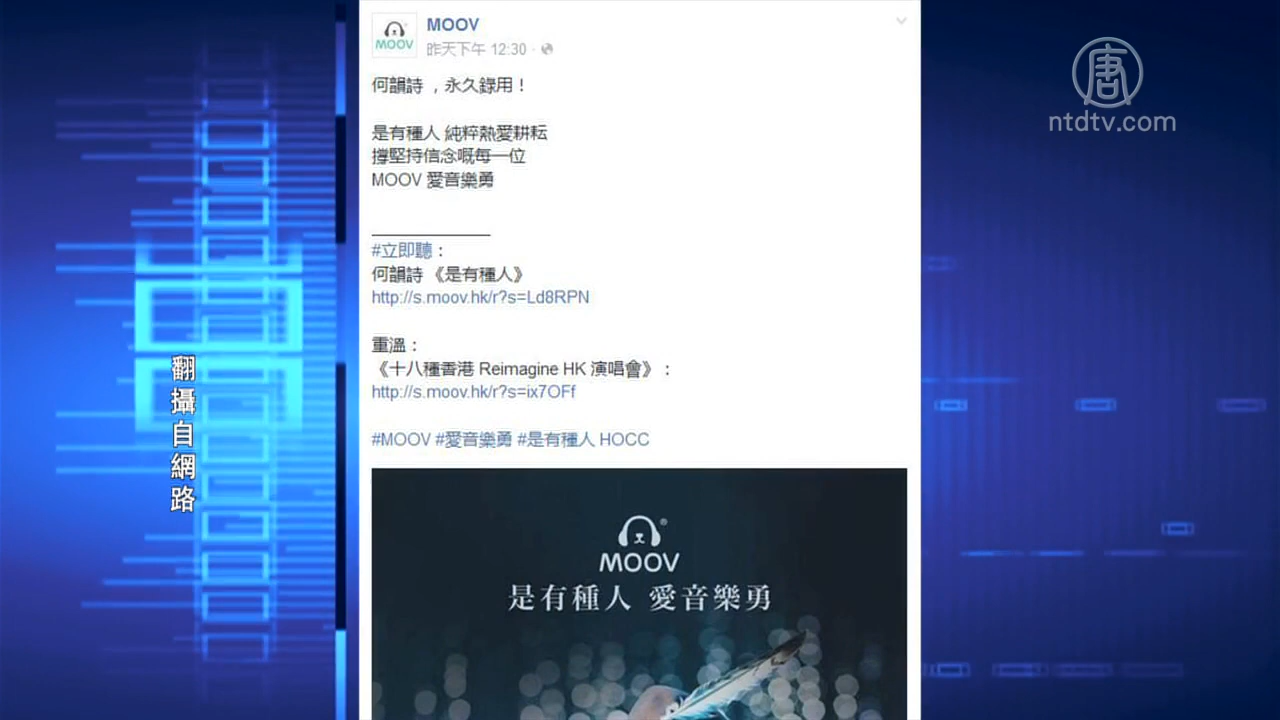 MOOV
MOOV
昨天下午 12:30 ·
何韻詩 ，永久錄用！
是有種人 純粹熱愛耕耘
撐堅持信念嘅每一位
MOOV 愛音樂勇
#立即聽：
何韻詩 《是有種人》
http://s.moov.hk/r?s=Ld8RPN
重溫：
《十八種香港 Reimagine HK 演唱會》：
http://s.moov.hk/r?s=ix7OFf
#MOOV #愛音樂勇 #是有種人 HOCC
MOOV®
是有種人 愛音樂勇
翻攝自網路
唐
ntdtv.com